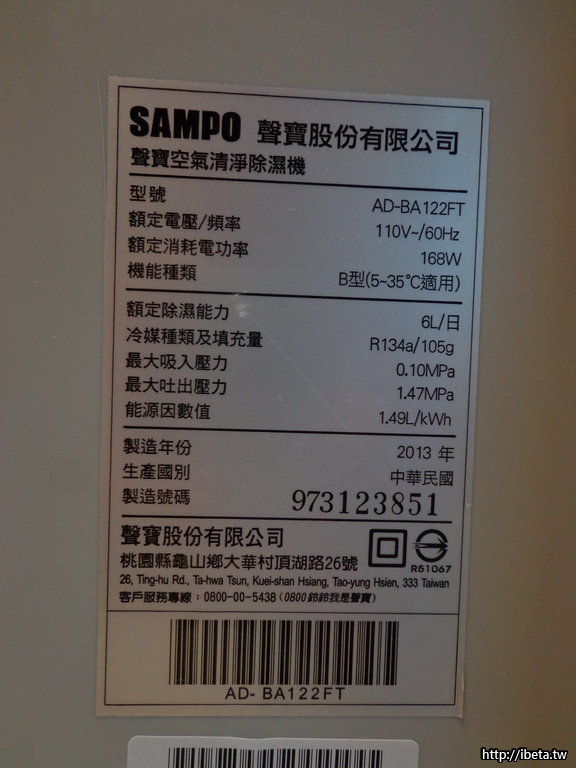 SAMPO 聲寶股份有限公司
聲寶空氣清淨除濕機
型號 AD-BA122FT
額定電壓/頻率 110V~/60Hz
額定消耗電功率 168W
機能種類 B型(5~35℃適用)
額定除濕能力 6L/日
冷媒種類及填充量 R134a/105g
最大吸入壓力 0.10MPa
最大吐出壓力 1.47MPa
能源因數值 1.49L/kWh
製造年份 2013 年
生產國別 中華民國
製造號碼 973123851
聲寶股份有限公司
桃園縣龜山鄉大華村頂湖路26號
R51067
26, Ting-hu Rd., Ta-hwa Tsun, Kuei-shan Hsiang, Tao-yung Hsien, 333 Taiwan
客戶服務專線：0800-00-5438 (0800鈴鈴我是聲寶)
AD- BA122FT
http://ibeta.tw